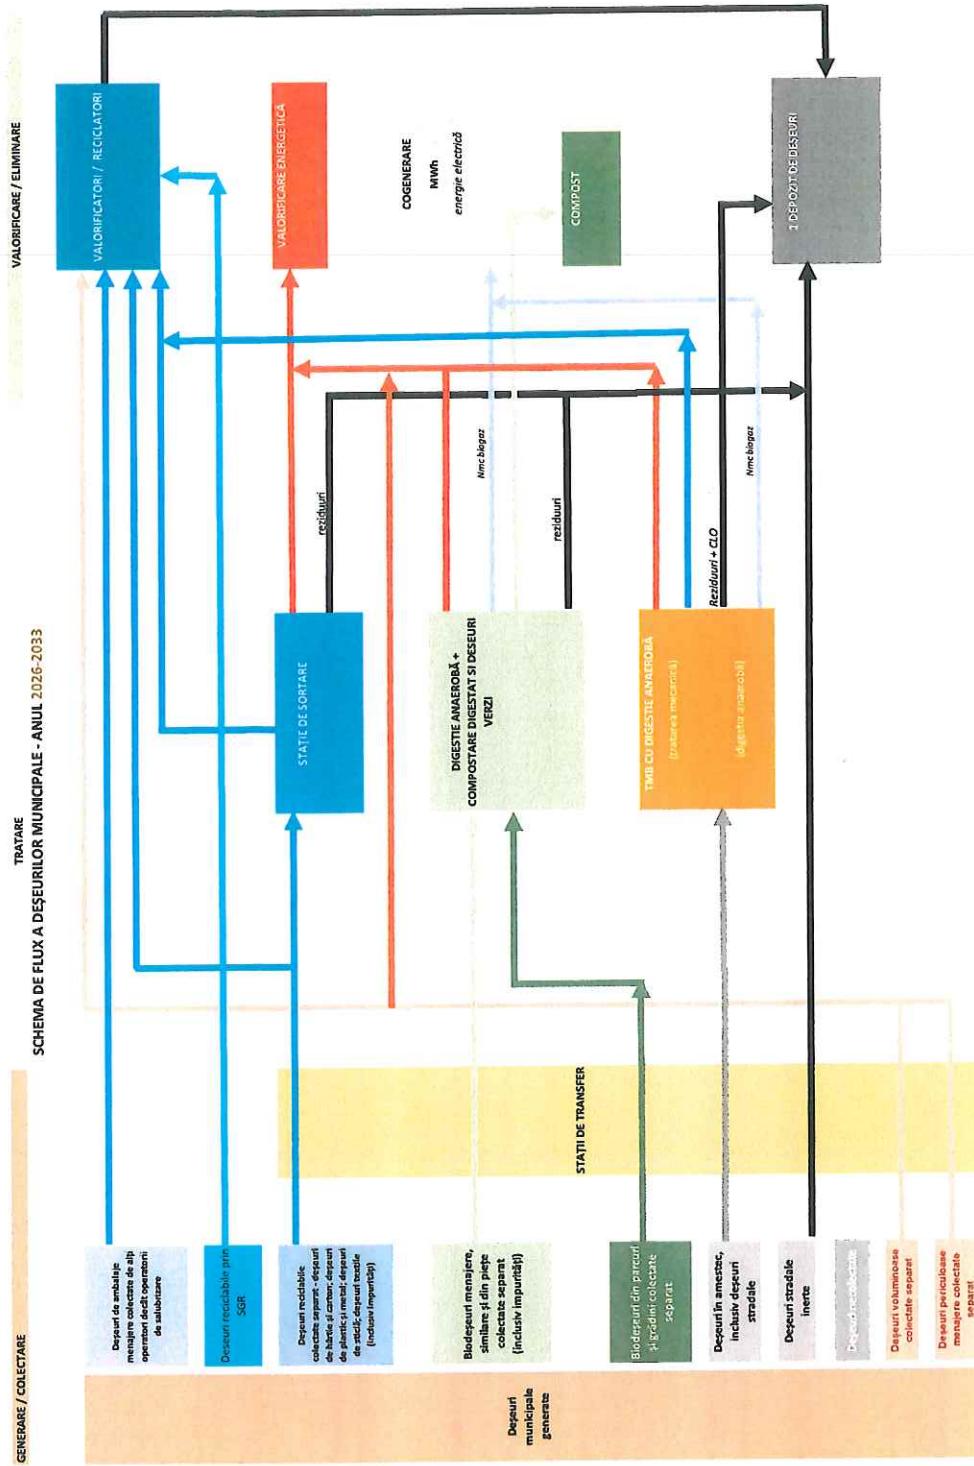 GENERARE / COLECTARE
TRATARE
VALORIFICARE / ELIMINARE
SCHEMA DE FLUX A DEȘEURILOR MUNICIPALE - ANUL 2026-2033
Deșeuri
municipale
generate
Deșeuri de ambalaje
menajere colectate de alți
operatori decât operatorii
de salubrizare
Deseuri reciclabile prin
SGR
Deșeuri reciclabile
colectate separat - deșeuri
de hârtie și carton; deșeuri
de plastic și metal; deșeuri
de sticlă; deșeuri textile
(inclusiv impurități)
Biodeșeuri menajere,
similare și din piețe
colectate separat
(inclusiv impurități)
Biodeșeuri din parcuri
și grădini colectate
separat
Deșeuri în amestec,
inclusiv deșeuri
stradale
Deșeuri stradale
inerte
Deșeuri necolectate
Deșeuri voluminoase
colectate separat
Deșeuri periculoase
menajere colectate
separat
STAȚII DE TRANSFER
STAȚIE DE SORTARE
DIGESTIE ANAEROBĂ +
COMPOSTARE DIGESTAT SI DESEURI
VERZI
TMB CU DIGESTIE ANAEROBĂ
(tratarea mecanică)
(digestia anaerobă)
reziduuri
Nmc biogaz
reziduuri
Reziduuri + CLO
Nmc biogaz
VALORIFICATORI / RECICLATORI
VALORIFICARE ENERGETICĂ
COGENERARE
MWh
energie electrică
COMPOST
1 DEPOZIT DE DESEURI